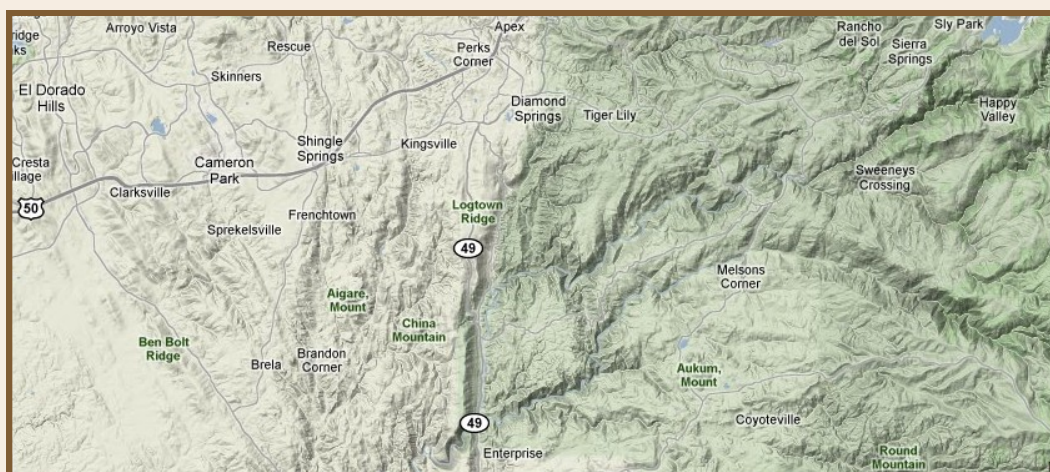 Arroyo Vista
Apex
Rancho
del Sol
Sly Park
ridge
ks
Rescue
Perks
Corner
Sierra
Springs
Skinners
El Dorado
Hills
Diamond
Springs
Tiger Lily
Happy
Valley
Shingle
Springs
Kingsville
Cresta
llage
Cameron
Park
Clarksville
Sweeneys
Crossing
50
Logtown
Ridge
Frenchtown
Sprekelsville
49
Melsons
Corner
Aigare,
Mount
China
Mountain
Ben Bolt
Ridge
Brela
Brandon
Corner
Aukum,
Mount
49
Coyoteville
Enterprise
Round
Mountain